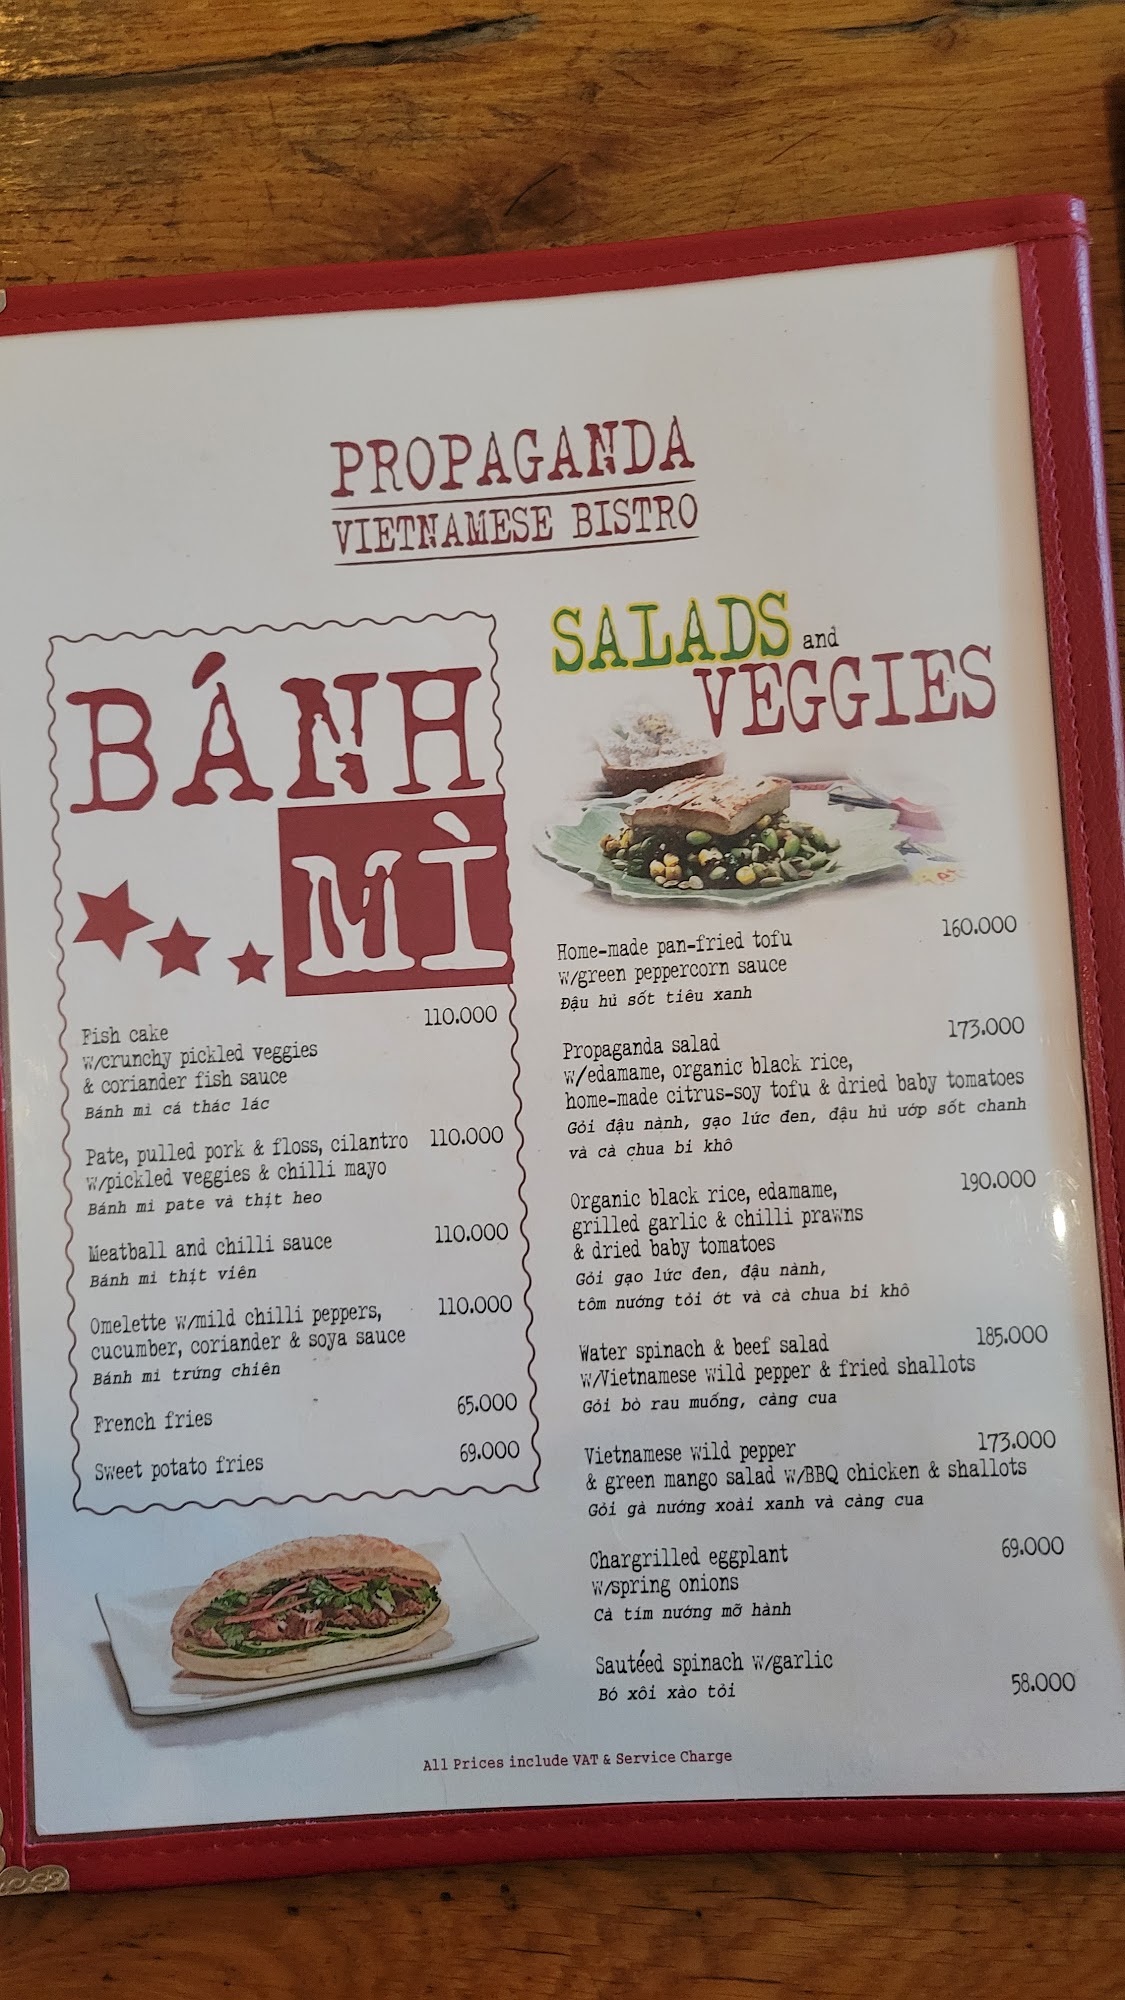 PROPAGANDA
VIETNAMESE BISTRO
BÁNH
MÌ
Fish cake 110.000
w/crunchy pickled veggies
& coriander fish sauce
Bánh mì cá thác lác
Pate, pulled pork & floss, cilantro 110.000
w/pickled veggies & chilli mayo
Bánh mì pate và thịt heo
Meatball and chilli sauce 110.000
Bánh mì thịt viên
Omelette w/mild chilli peppers, 110.000
cucumber, coriander & soya sauce
Bánh mì trứng chiên
French fries 65.000
Sweet potato fries 69.000
SALADS and
VEGGIES
Home-made pan-fried tofu 160.000
w/green peppercorn sauce
Đậu hủ sốt tiêu xanh
Propaganda salad 173.000
w/edamame, organic black rice,
home-made citrus-soy tofu & dried baby tomatoes
Gỏi đậu nành, gạo lức đen, đậu hủ ướp sốt chanh
và cà chua bi khô
Organic black rice, edamame, 190.000
grilled garlic & chilli prawns
& dried baby tomatoes
Gỏi gạo lức đen, đậu nành,
tôm nướng tỏi ớt và cà chua bi khô
Water spinach & beef salad 185.000
w/Vietnamese wild pepper & fried shallots
Gỏi bò rau muống, càng cua
Vietnamese wild pepper 173.000
& green mango salad w/BBQ chicken & shallots
Gỏi gà nướng xoài xanh và càng cua
Chargrilled eggplant 69.000
w/spring onions
Cà tím nướng mỡ hành
Sautéed spinach w/garlic
Bó xôi xào tỏi 58.000
All Prices include VAT & Service Charge